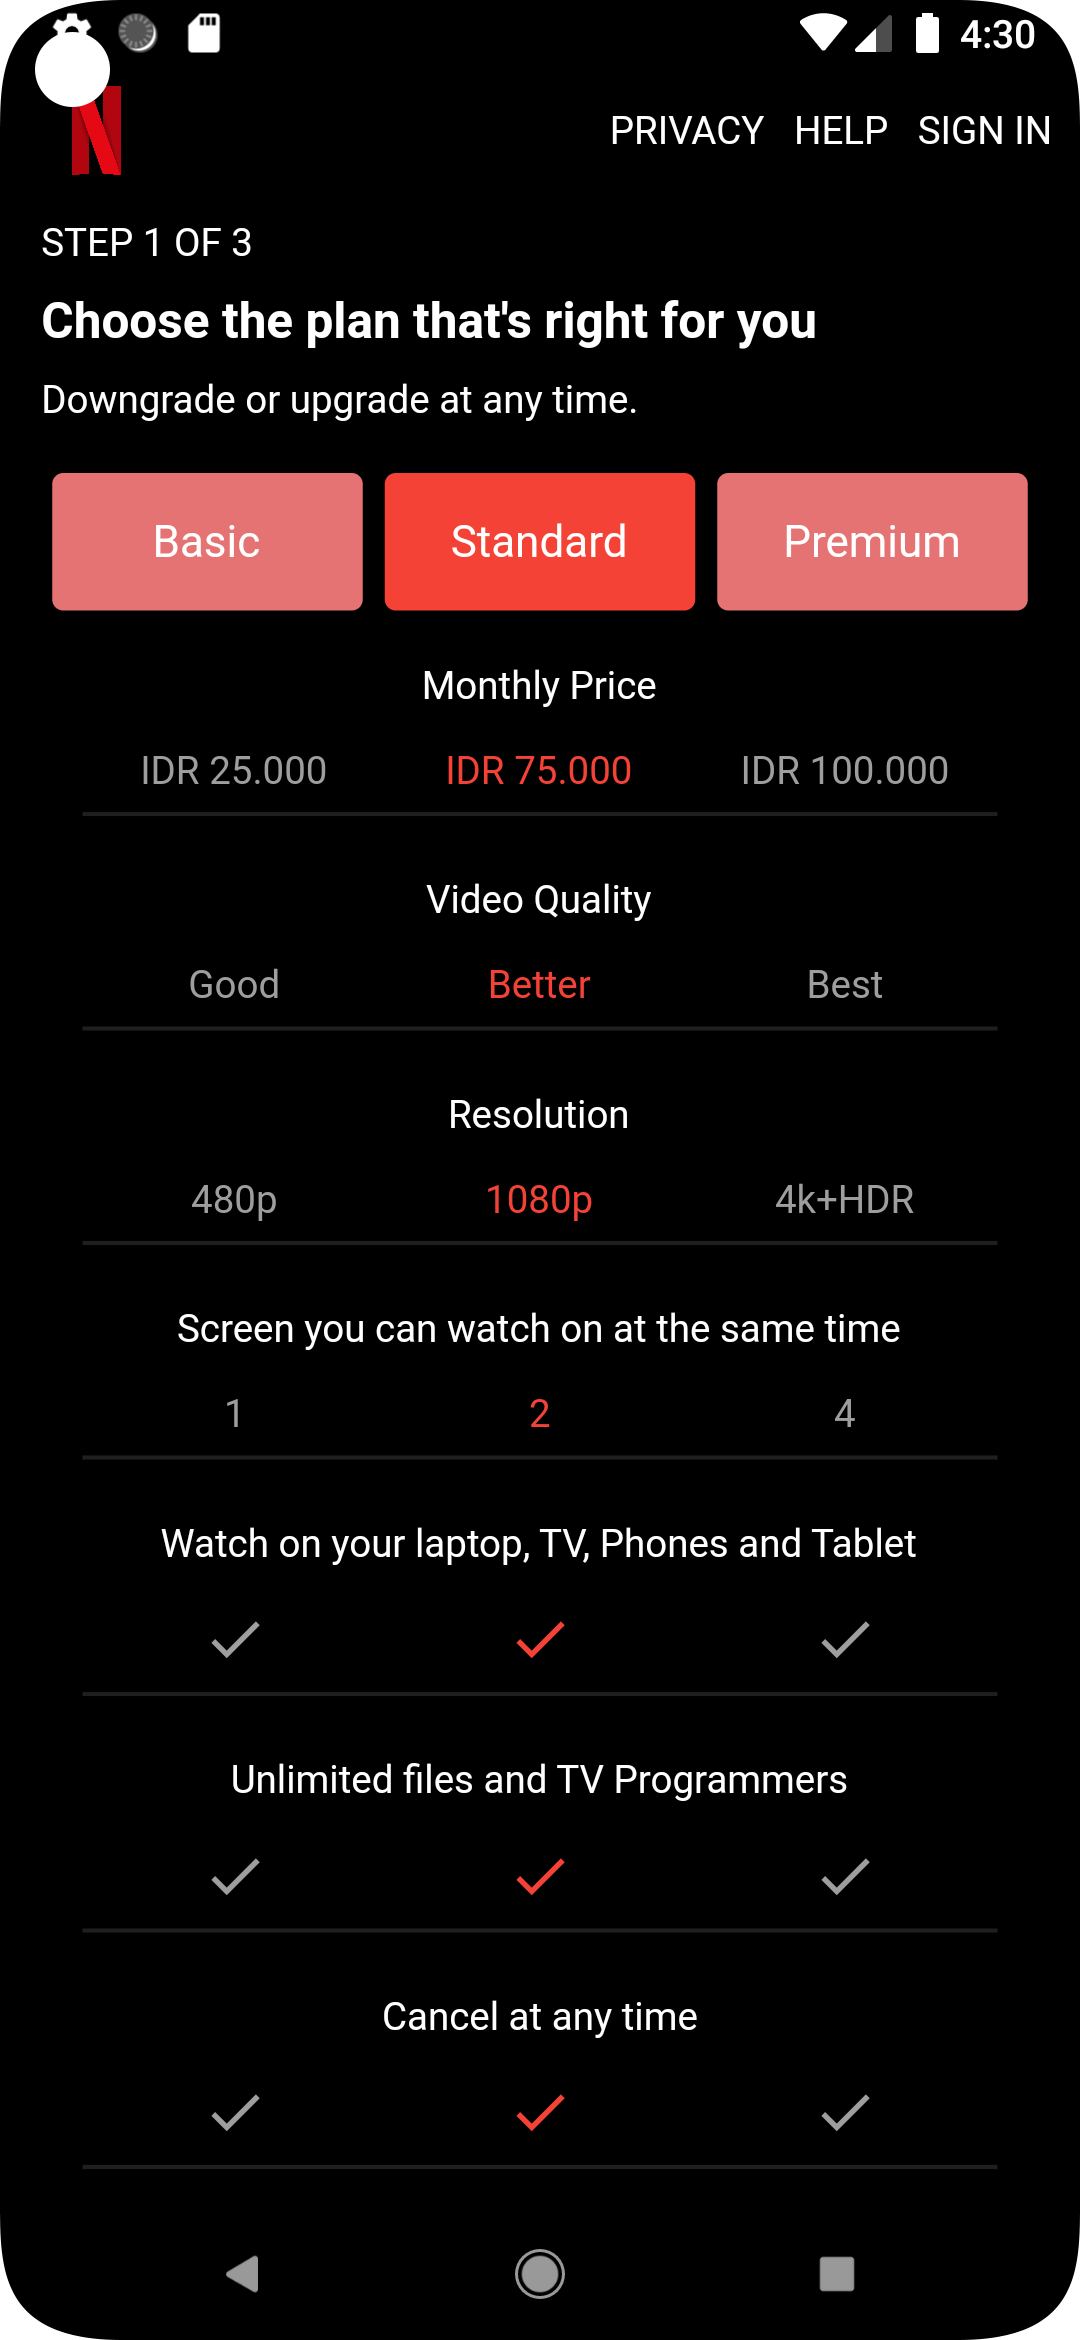 4:30
N
PRIVACY HELP SIGN IN
STEP 1 OF 3
Choose the plan that's right for you
Downgrade or upgrade at any time.
Basic Standard Premium
Monthly Price
IDR 25.000 IDR 75.000 IDR 100.000
Video Quality
Good Better Best
Resolution
480p 1080p 4k+HDR
Screen you can watch on at the same time
1 2 4
Watch on your laptop, TV, Phones and Tablet
Unlimited files and TV Programmers
Cancel at any time